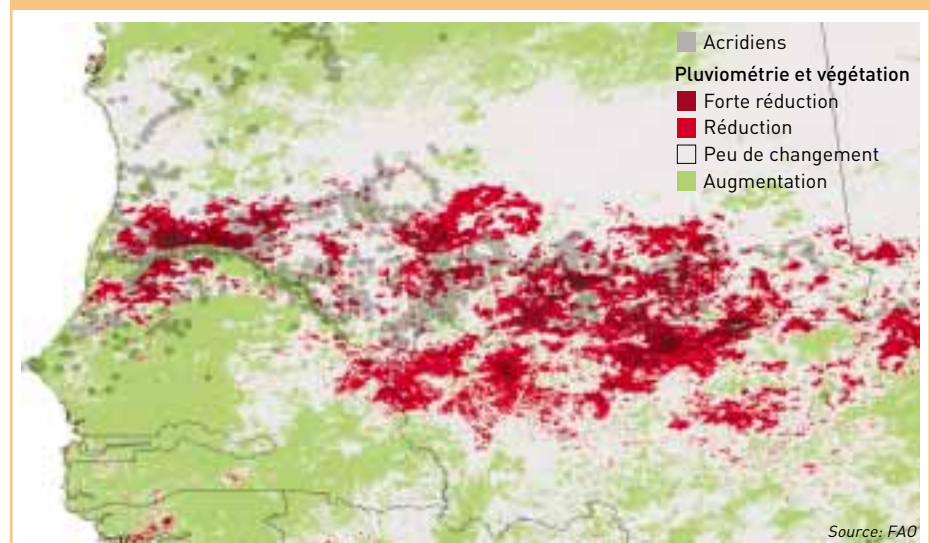 Acridiens
Pluviométrie et végétation
Forte réduction
Réduction
Peu de changement
Augmentation
Source: FAO